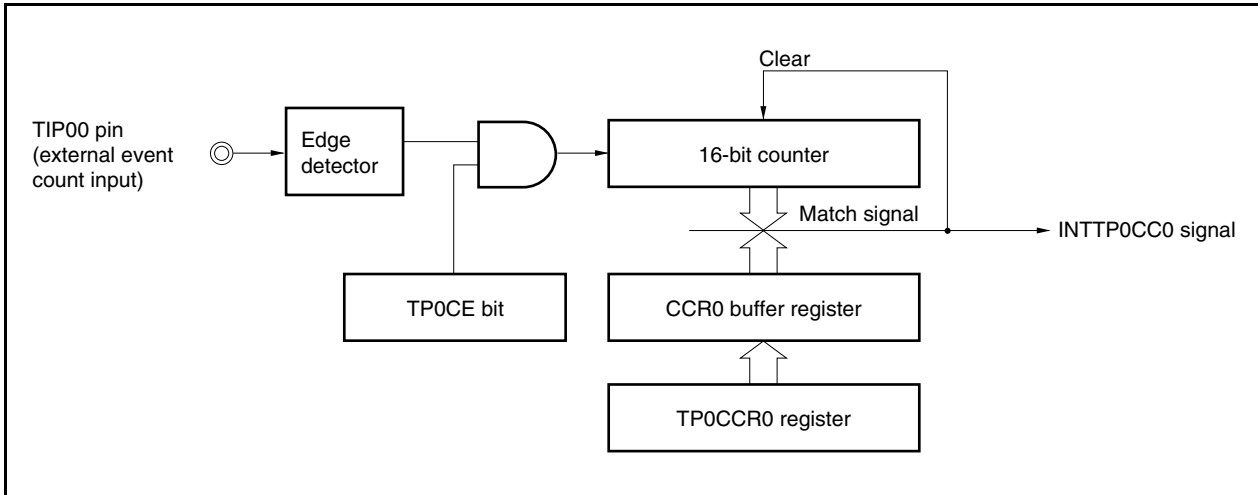 Clear
TIP00 pin
(external event
count input)
Edge
detector
16-bit counter
Match signal
INTTP0CC0 signal
TP0CE bit
CCR0 buffer register
TP0CCR0 register